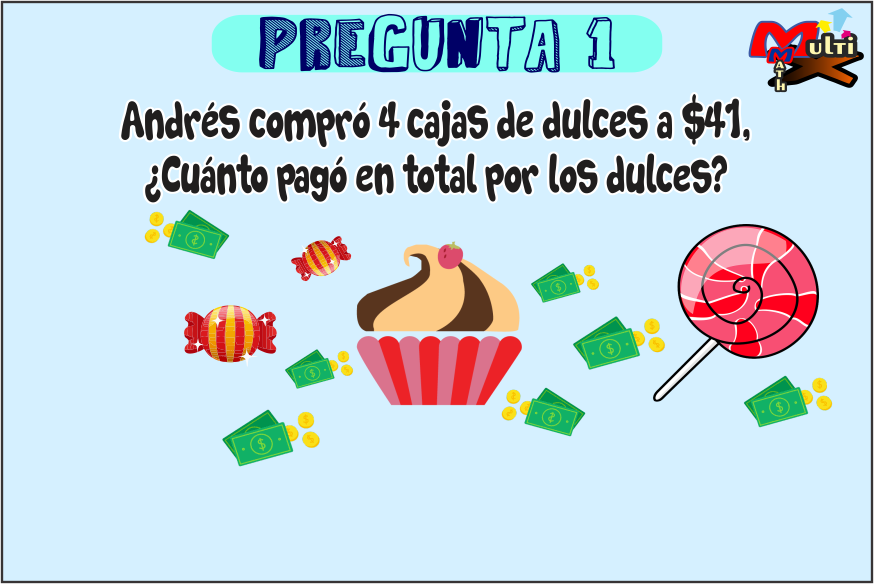 PREGUNTA 1
Multi
MATH
Andrés compró 4 cajas de dulces a $41,
¿Cuánto pagó en total por los dulces?